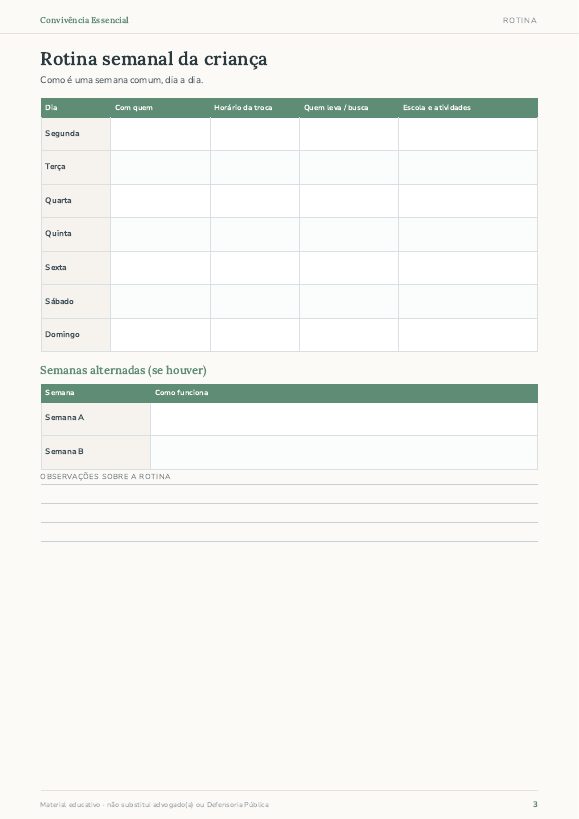 Convivência Essencial
ROTINA
Rotina semanal da criança
Como é uma semana comum, dia a dia.
Dia Com quem Horário da troca Quem leva / busca Escola e atividades
Segunda
Terça
Quarta
Quinta
Sexta
Sábado
Domingo
Semanas alternadas (se houver)
Semana Como funciona
Semana A
Semana B
OBSERVAÇÕES SOBRE A ROTINA
Material educativo · não substitui advogado(a) ou Defensoria Pública
3